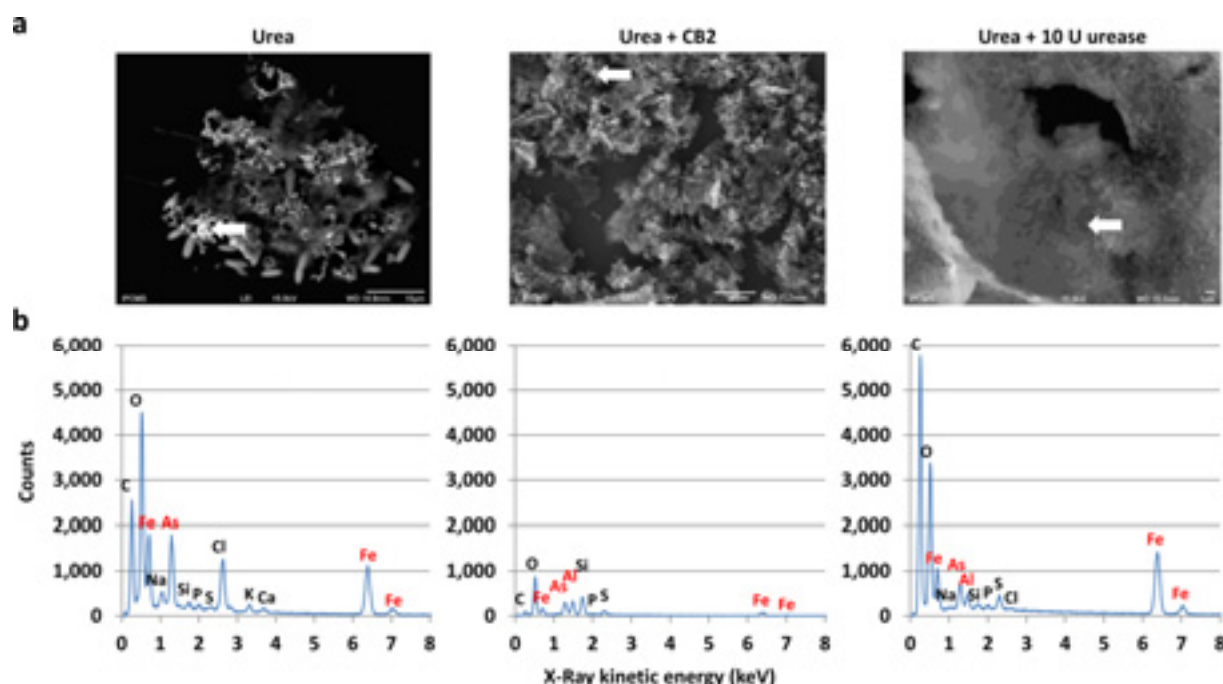 a
Urea
Urea + CB2
Urea + 10 U urease
IPCMS
b
6,000
5,000
4,000
3,000
2,000
1,000
0
Counts
C
O
Fe
As
Na
Si
P
S
Cl
K
Ca
Fe
Fe
0 1 2 3 4 5 6 7 8
6,000
5,000
4,000
3,000
2,000
1,000
0
C
O
Fe
As
Al
Si
P
S
Fe
Fe
0 1 2 3 4 5 6 7 8
6,000
5,000
4,000
3,000
2,000
1,000
0
C
O
Fe
Na
As
Al
Si
P
S
Cl
Fe
Fe
0 1 2 3 4 5 6 7 8
X-Ray kinetic energy (keV)